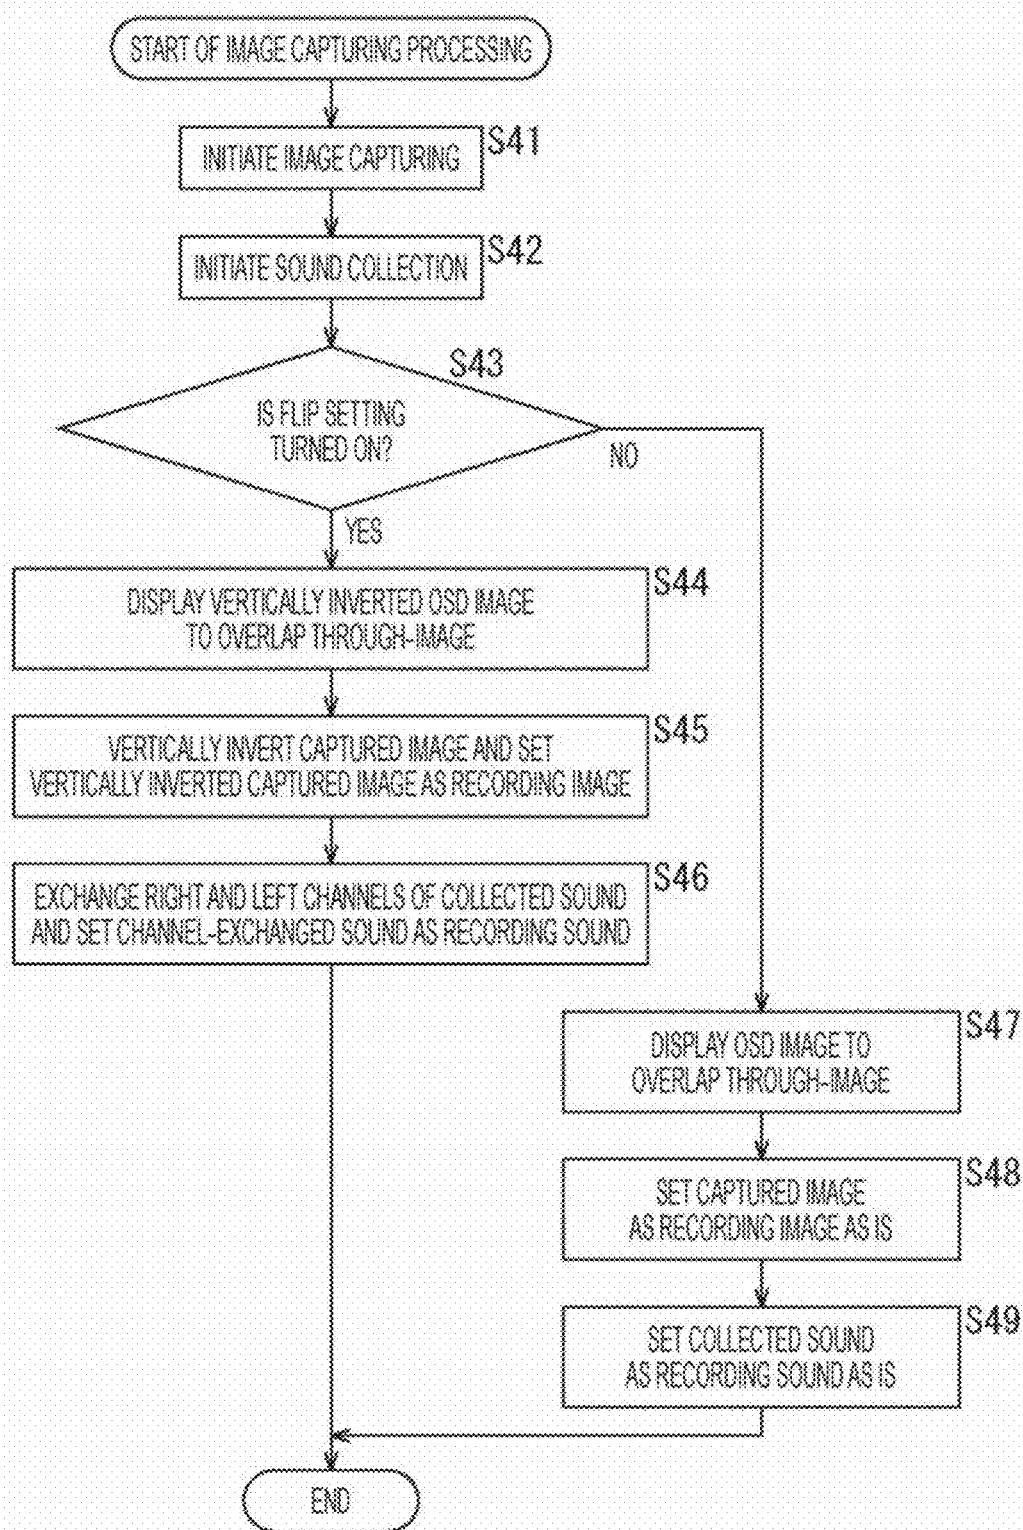 START OF IMAGE CAPTURING PROCESSING
S41
INITIATE IMAGE CAPTURING
S42
INITIATE SOUND COLLECTION
S43
IS FLIP SETTING
TURNED ON?
NO
YES
S44
DISPLAY VERTICALLY INVERTED OSD IMAGE
TO OVERLAP THROUGH-IMAGE
S45
VERTICALLY INVERT CAPTURED IMAGE AND SET
VERTICALLY INVERTED CAPTURED IMAGE AS RECORDING IMAGE
S46
EXCHANGE RIGHT AND LEFT CHANNELS OF COLLECTED SOUND
AND SET CHANNEL-EXCHANGED SOUND AS RECORDING SOUND
S47
DISPLAY OSD IMAGE TO
OVERLAP THROUGH-IMAGE
S48
SET CAPTURED IMAGE
AS RECORDING IMAGE AS IS
S49
SET COLLECTED SOUND
AS RECORDING SOUND AS IS
END